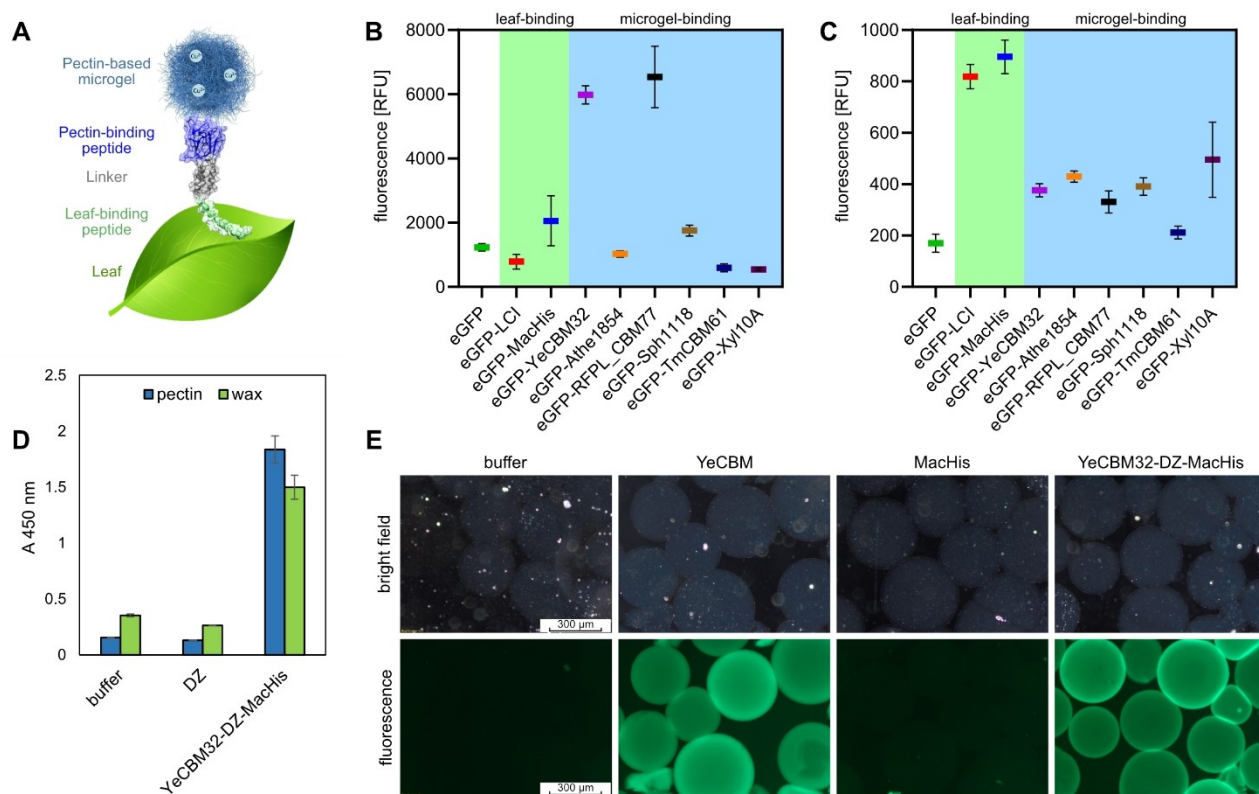 A
Pectin-based
microgel
Cu²⁺
Cu²⁺
Cu²⁺
Pectin-binding
peptide
Linker
Leaf-binding
peptide
Leaf
B
leaf-binding
microgel-binding
fluorescence [RFU]
8000
6000
4000
2000
0
eGFP
eGFP-LCI
eGFP-MacHis
eGFP-YeCBM32
eGFP-Athe1854
eGFP-RFPL_CBM77
eGFP-Sph1118
eGFP-TmCBM61
eGFP-Xyl10A
C
leaf-binding
microgel-binding
fluorescence [RFU]
1000
800
600
400
200
0
eGFP
eGFP-LCI
eGFP-MacHis
eGFP-YeCBM32
eGFP-Athe1854
eGFP-RFPL_CBM77
eGFP-Sph1118
eGFP-TmCBM61
eGFP-Xyl10A
D
pectin
wax
A 450 nm
2.5
2
1.5
1
0.5
0
buffer
DZ
YeCBM32-DZ-MacHis
E
buffer
YeCBM
MacHis
YeCBM32-DZ-MacHis
bright field
300 µm
fluorescence
300 µm